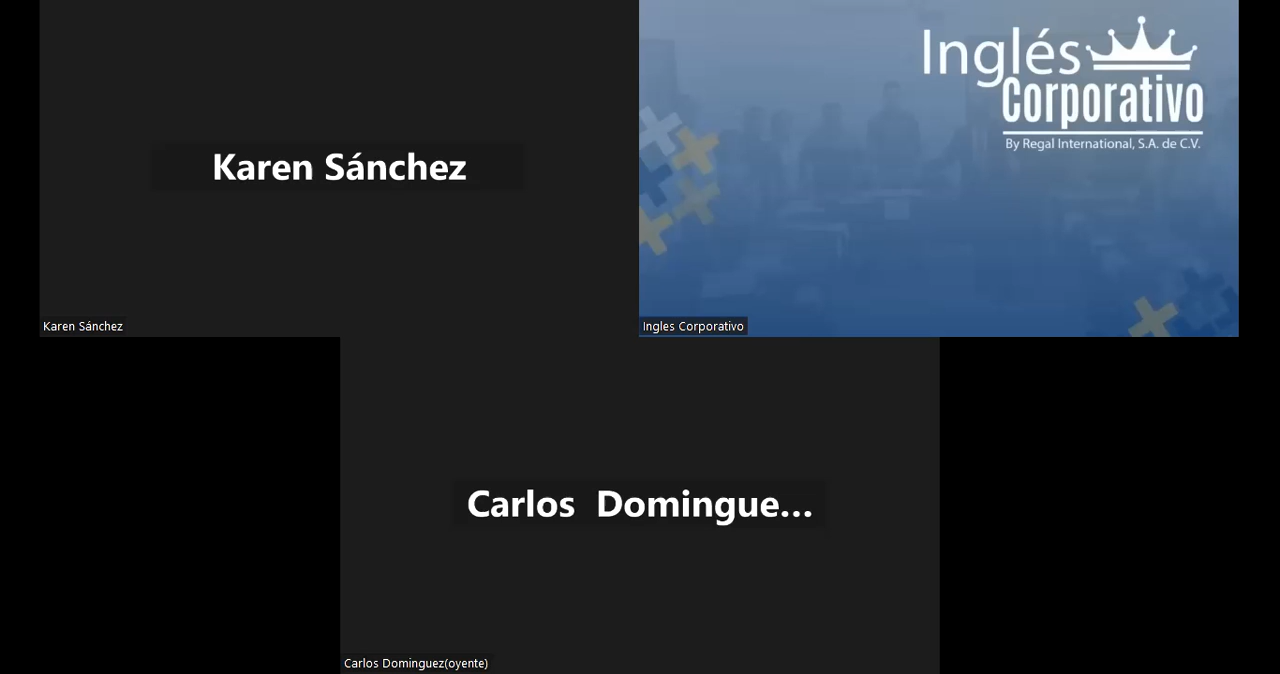 Karen Sánchez
Karen Sánchez
Inglés
Corporativo
By Regal International, S.A. de C.V.
Ingles Corporativo
Carlos  Domingue...
Carlos Dominguez(oyente)